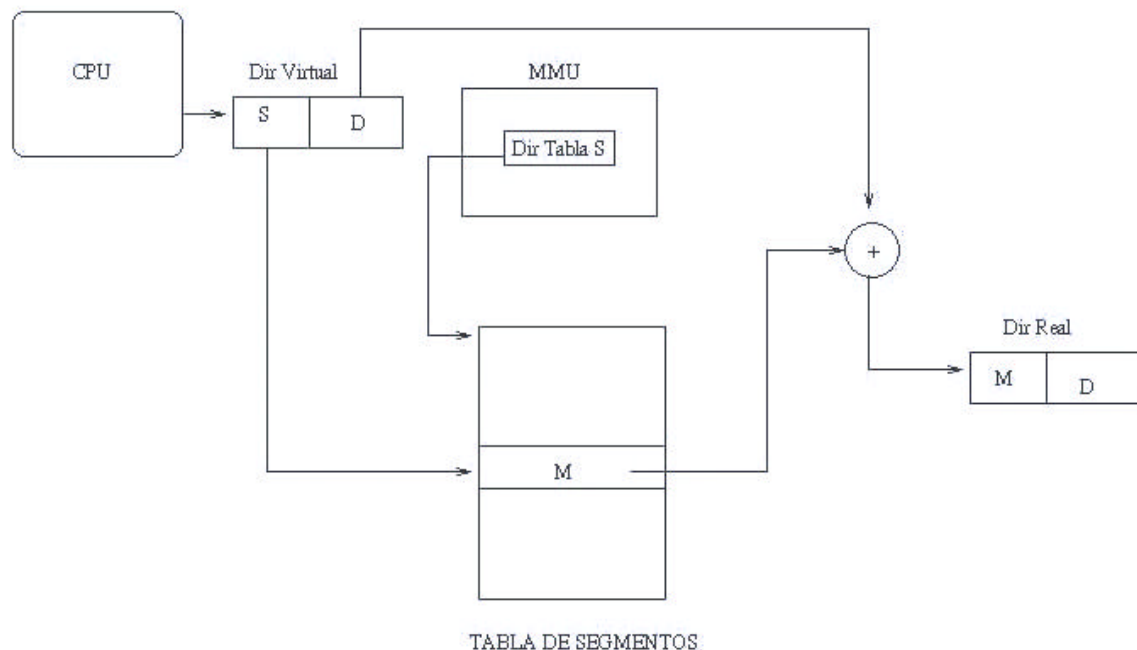 CPU
Dir Virtual
S
D
MMU
Dir Tabla S
+
Dir Real
M
D
M
TABLA DE SEGMENTOS